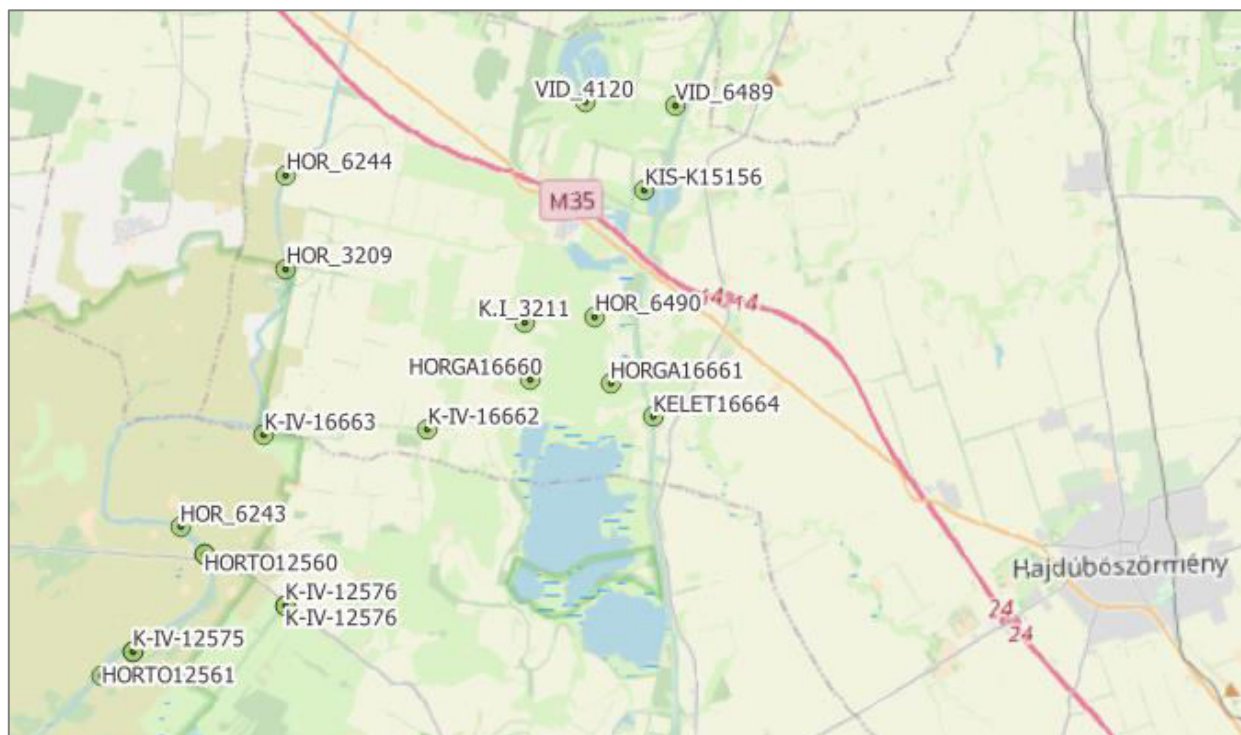 VID_4120
VID_6489
HOR_6244
KIS-K15156
M35
HOR_3209
K.I_3211
HOR_6490
HORGA16660
HORGA16661
KELET16664
K-IV-16663
K-IV-16662
HOR_6243
HORTO12560
Hajdúböszörmény
K-IV-12576
K-IV-12576
24
24
K-IV-12575
HORTO12561